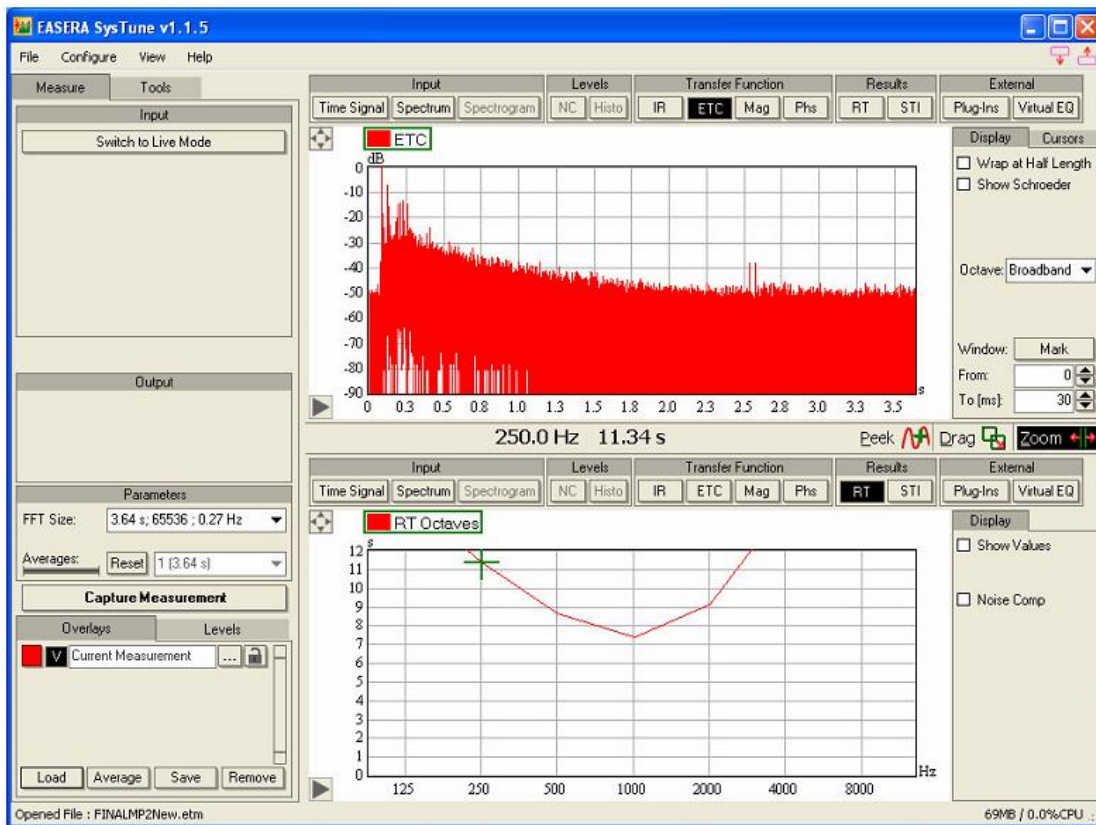 EASERA SysTune v1.1.5
File Configure View Help
Measure Tools
Input
Switch to Live Mode
Output
Parameters
FFT Size: 3.64 s; 65536 ; 0.27 Hz
Averages: Reset 1 (3.64 s)
Capture Measurement
Overlays Levels
V Current Measurement ...
Load Average Save Remove
Input Levels Transfer Function Results External
Time Signal Spectrum Spectrogram NC Histo IR ETC Mag Phs RT STI Plug-Ins Virtual EQ
ETC
dB
0
-10
-20
-30
-40
-50
-60
-70
-80
-90
0 0.3 0.5 0.8 1.0 1.3 1.5 1.8 2.0 2.3 2.5 2.8 3.0 3.3 3.5
s
Display Cursors
Wrap at Half Length
Show Schroeder
Octave: Broadband
Window: Mark
From: 0
To [ms]: 30
250.0 Hz 11.34 s Peek Drag Zoom
Input Levels Transfer Function Results External
Time Signal Spectrum Spectrogram NC Histo IR ETC Mag Phs RT STI Plug-Ins Virtual EQ
RT Octaves
s
12
11
10
9
8
7
6
5
4
3
2
1
0
125 250 500 1000 2000 4000 8000
Hz
Display
Show Values
Noise Comp
Opened File : FINALMP2New.etm 69MB / 0.0%CPU